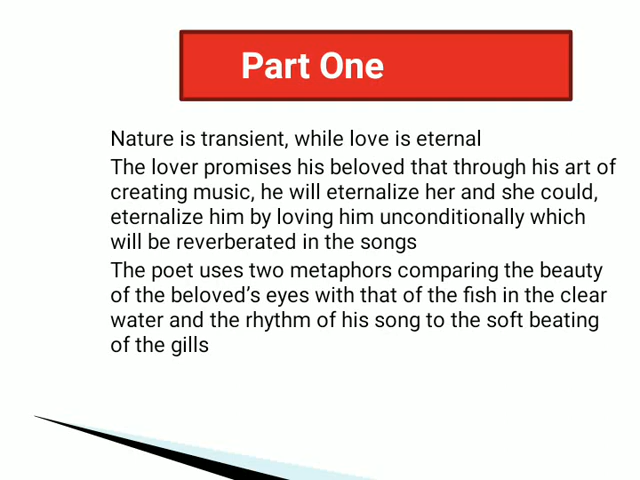 Part One
Nature is transient, while love is eternal
The lover promises his beloved that through his art of
creating music, he will eternalize her and she could,
eternalize him by loving him unconditionally which
will be reverberated in the songs
The poet uses two metaphors comparing the beauty
of the beloved’s eyes with that of the fish in the clear
water and the rhythm of his song to the soft beating
of the gills